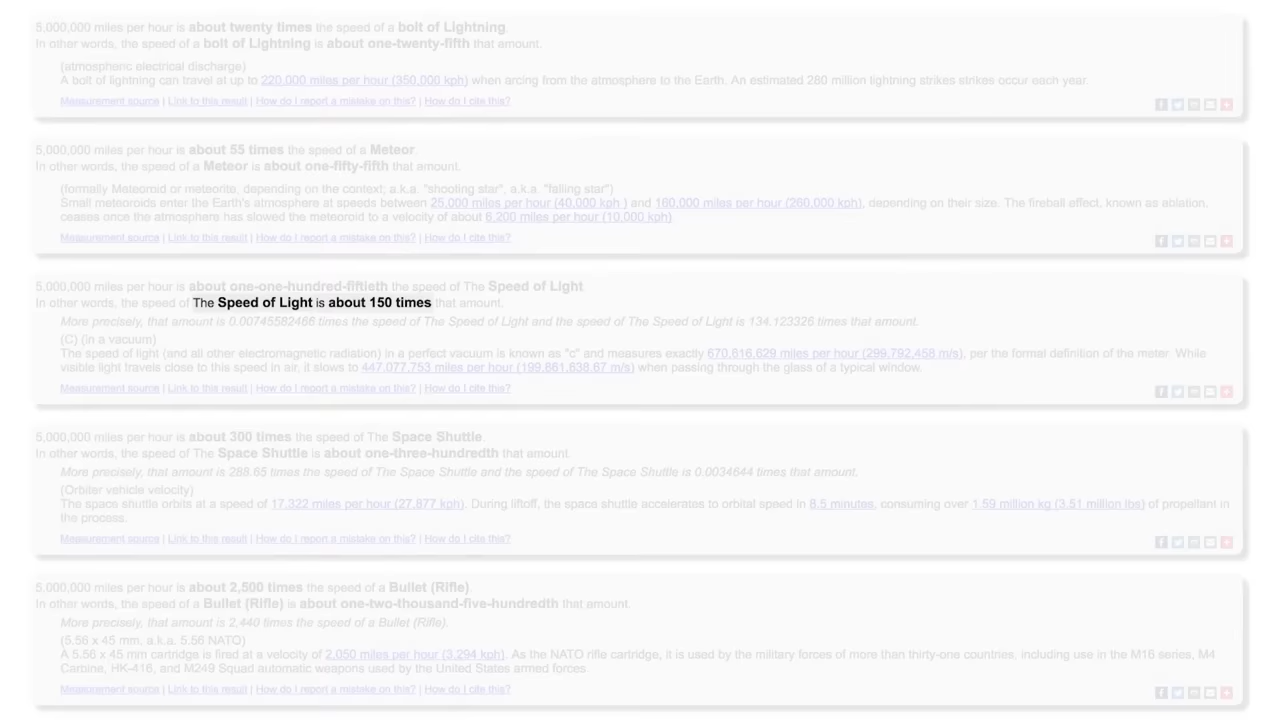 5,000,000 miles per hour is about twenty times the speed of a bolt of Lightning.
In other words, the speed of a bolt of Lightning is about one-twenty-fifth that amount.
(atmospheric electrical discharge)
A bolt of lightning can travel at up to 220,000 miles per hour (350,000 kph) when arcing from the atmosphere to the Earth. An estimated 280 million lightning strikes strikes occur each year.
Measurement source | Link to this result | How do I report a mistake on this? | How do I cite this?
5,000,000 miles per hour is about 55 times the speed of a Meteor.
In other words, the speed of a Meteor is about one-fifty-fifth that amount.
(formally Meteoroid or meteorite, depending on the context; a.k.a. "shooting star", a.k.a. "falling star")
Small meteoroids enter the Earth's atmosphere at speeds between 25,000 miles per hour (40,000 kph ) and 160,000 miles per hour (260,000 kph), depending on their size. The fireball effect, known as ablation,
ceases once the atmosphere has slowed the meteoroid to a velocity of about 6,200 miles per hour (10,000 kph)
Measurement source | Link to this result | How do I report a mistake on this? | How do I cite this?
5,000,000 miles per hour is about one-one-hundred-fiftieth the speed of The Speed of Light
In other words, the speed of The Speed of Light is about 150 times that amount.
More precisely, that amount is 0.00745582466 times the speed of The Speed of Light and the speed of The Speed of Light is 134.123326 times that amount.
(C) (in a vacuum)
The speed of light (and all other electromagnetic radiation) in a perfect vacuum is known as "c" and measures exactly 670,616,629 miles per hour (299,792,458 m/s), per the formal definition of the meter. While
visible light travels close to this speed in air, it slows to 447,077,753 miles per hour (199,861,638.67 m/s) when passing through the glass of a typical window.
Measurement source | Link to this result | How do I report a mistake on this? | How do I cite this?
5,000,000 miles per hour is about 300 times the speed of The Space Shuttle.
In other words, the speed of The Space Shuttle is about one-three-hundredth that amount.
More precisely, that amount is 288.65 times the speed of The Space Shuttle and the speed of The Space Shuttle is 0.0034644 times that amount.
(Orbiter vehicle velocity)
The space shuttle orbits at a speed of 17,322 miles per hour (27,877 kph). During liftoff, the space shuttle accelerates to orbital speed in 8.5 minutes, consuming over 1.59 million kg (3.51 million lbs) of propellant in
the process.
Measurement source | Link to this result | How do I report a mistake on this? | How do I cite this?
5,000,000 miles per hour is about 2,500 times the speed of a Bullet (Rifle).
In other words, the speed of a Bullet (Rifle) is about one-two-thousand-five-hundredth that amount.
More precisely, that amount is 2,440 times the speed of a Bullet (Rifle).
(5.56 x 45 mm, a.k.a. 5.56 NATO)
A 5.56 x 45 mm cartridge is fired at a velocity of 2,050 miles per hour (3,294 kph). As the NATO rifle cartridge, it is used by the military forces of more than thirty-one countries, including use in the M16 series, M4
Carbine, HK-416, and M249 Squad automatic weapons used by the United States armed forces.
Measurement source | Link to this result | How do I report a mistake on this? | How do I cite this?